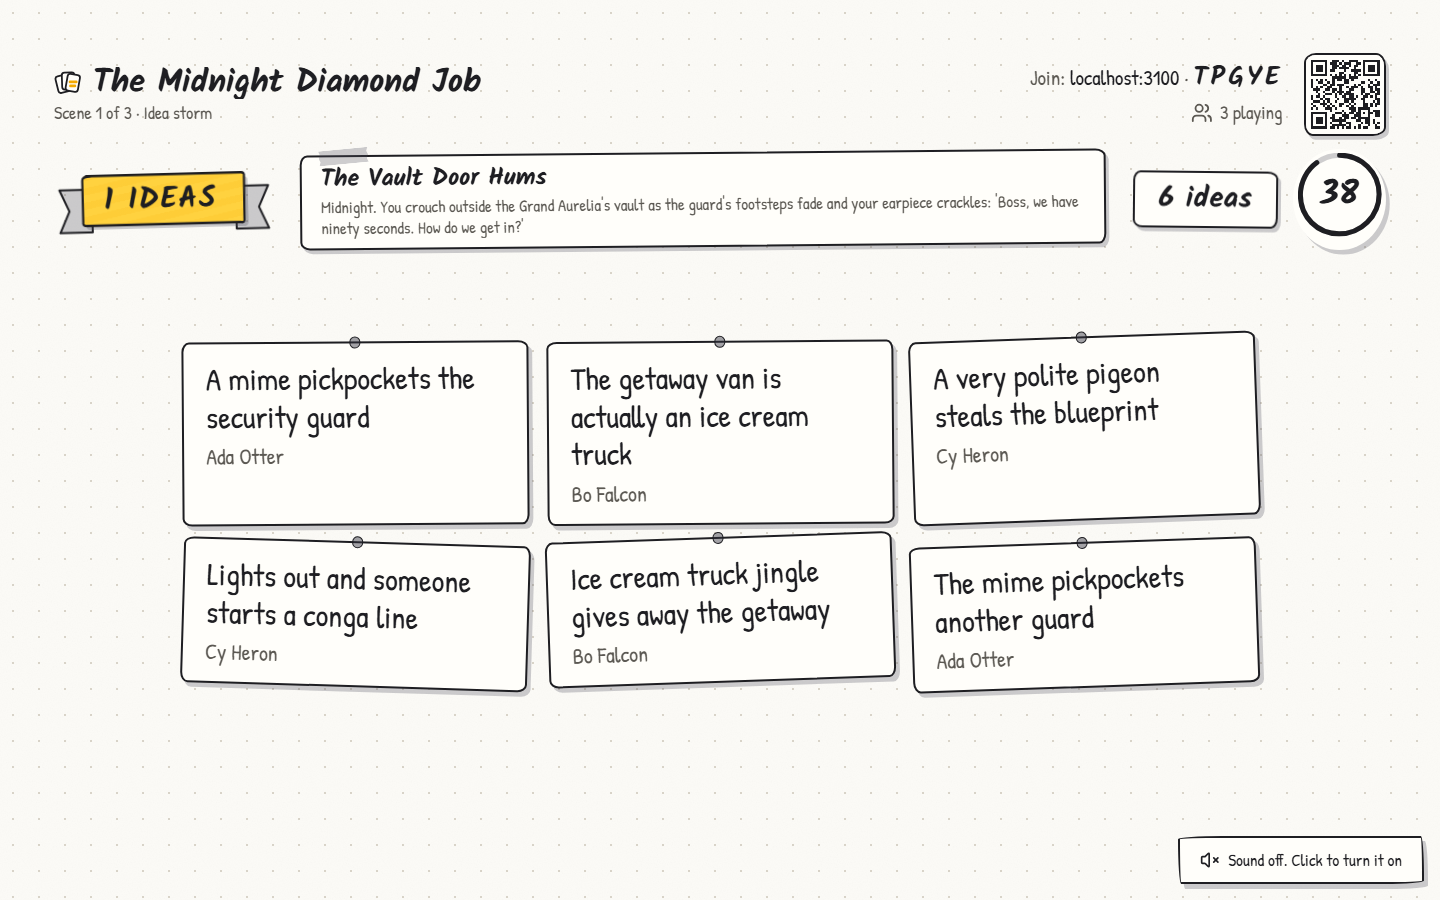 The Midnight Diamond Job
Scene 1 of 3 · Idea storm
Join: localhost:3100 · TPGYE
3 playing
1 IDEAS
The Vault Door Hums
Midnight. You crouch outside the Grand Aurelia's vault as the guard's footsteps fade and your earpiece crackles: 'Boss, we have
ninety seconds. How do we get in?'
6 ideas
38
A mime pickpockets the
security guard
Ada Otter
The getaway van is
actually an ice cream
truck
Bo Falcon
A very polite pigeon
steals the blueprint
Cy Heron
Lights out and someone
starts a conga line
Cy Heron
Ice cream truck jingle
gives away the getaway
Bo Falcon
The mime pickpockets
another guard
Ada Otter
Sound off. Click to turn it on